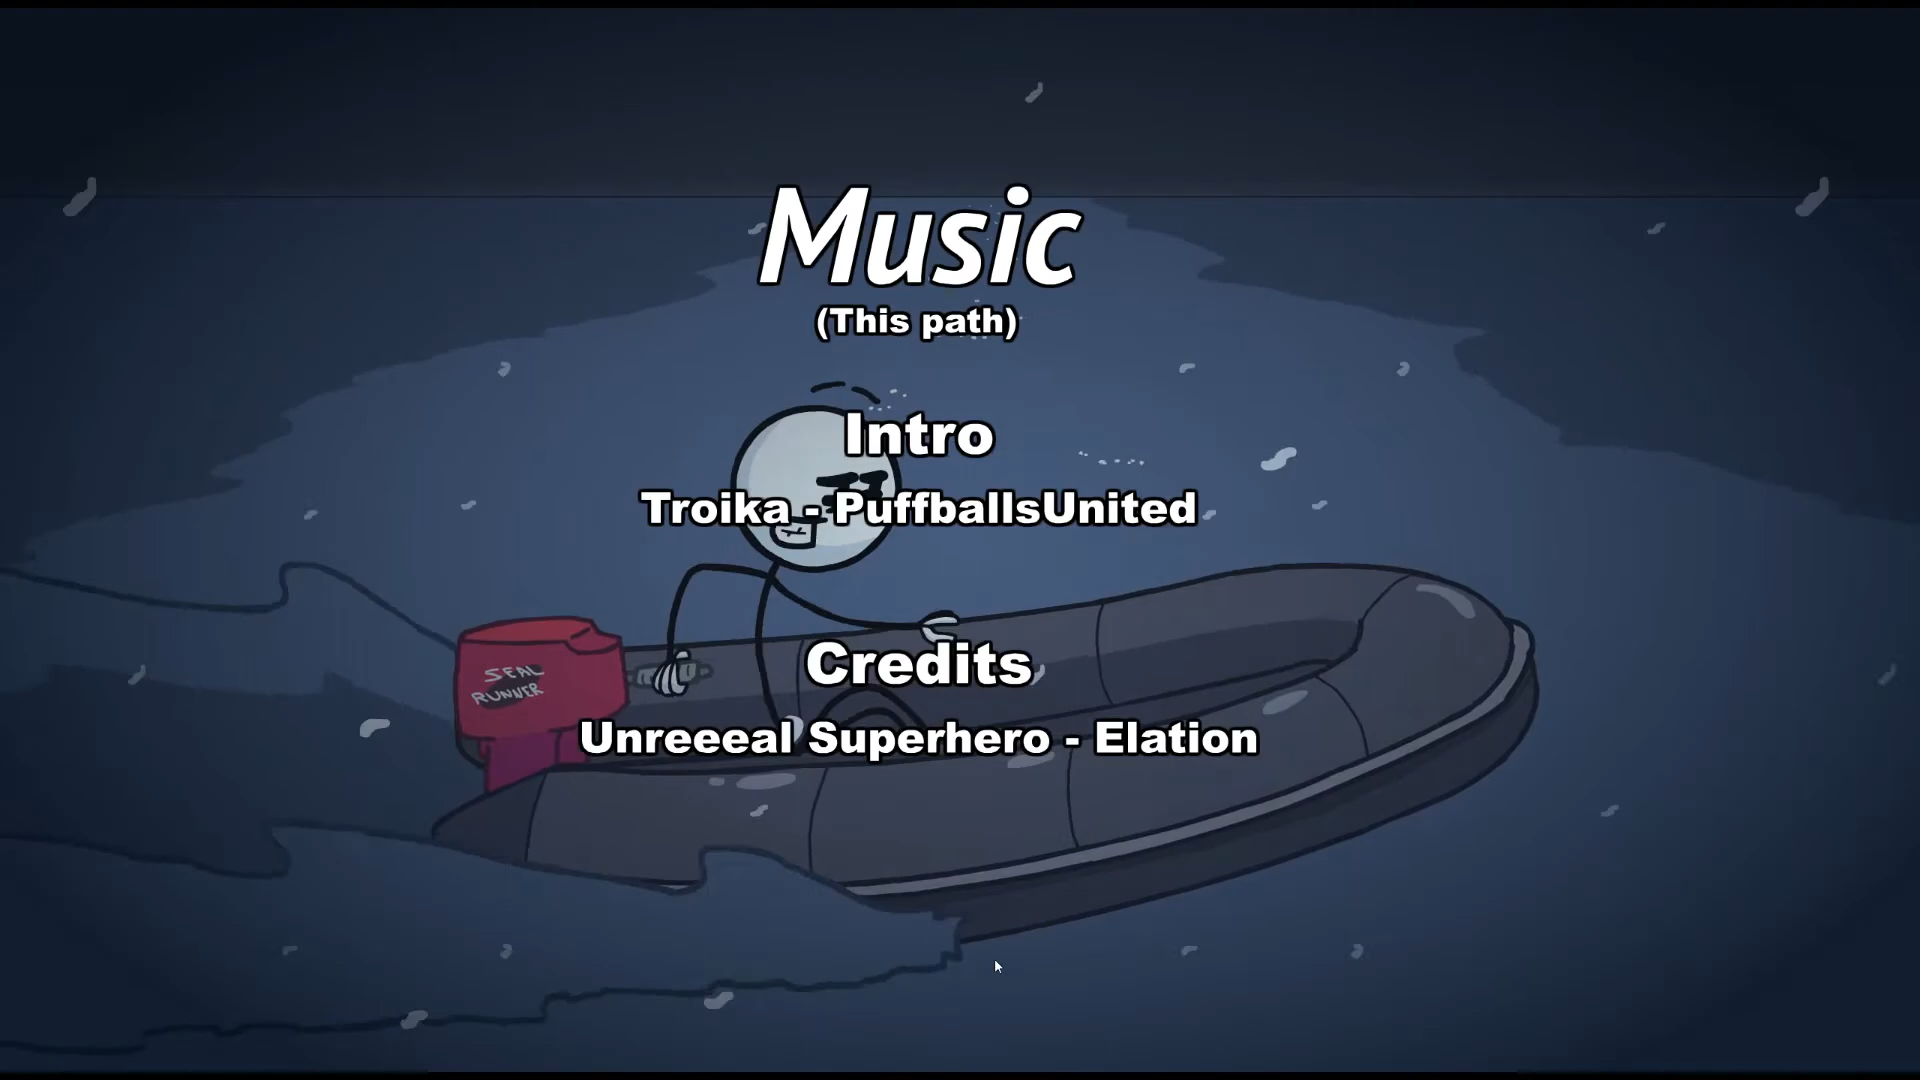 Music
(This path)
Intro
Troika - PuffballsUnited
SEAL
RUNNER
Credits
Unreeeal Superhero - Elation